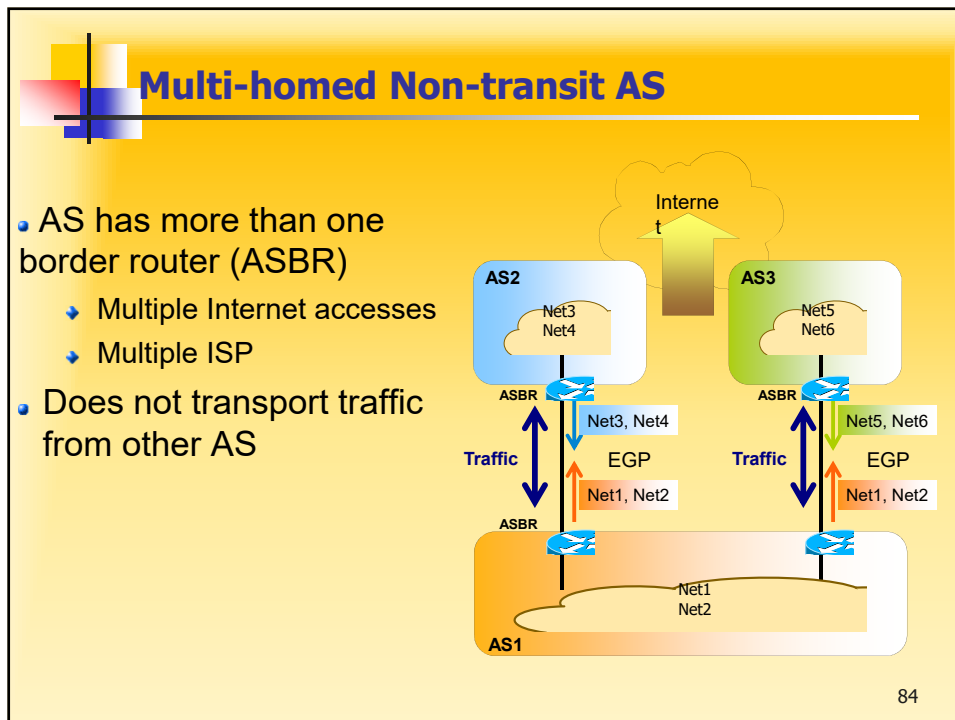 Multi-homed Non-transit AS
AS has more than one
border router (ASBR)
Multiple Internet accesses
Multiple ISP
Does not transport traffic
from other AS
Interne
t
AS2
Net3
Net4
AS3
Net5
Net6
ASBR
ASBR
Net3, Net4
Net5, Net6
Traffic
EGP
Traffic
EGP
Net1, Net2
Net1, Net2
ASBR
Net1
Net2
AS1
84